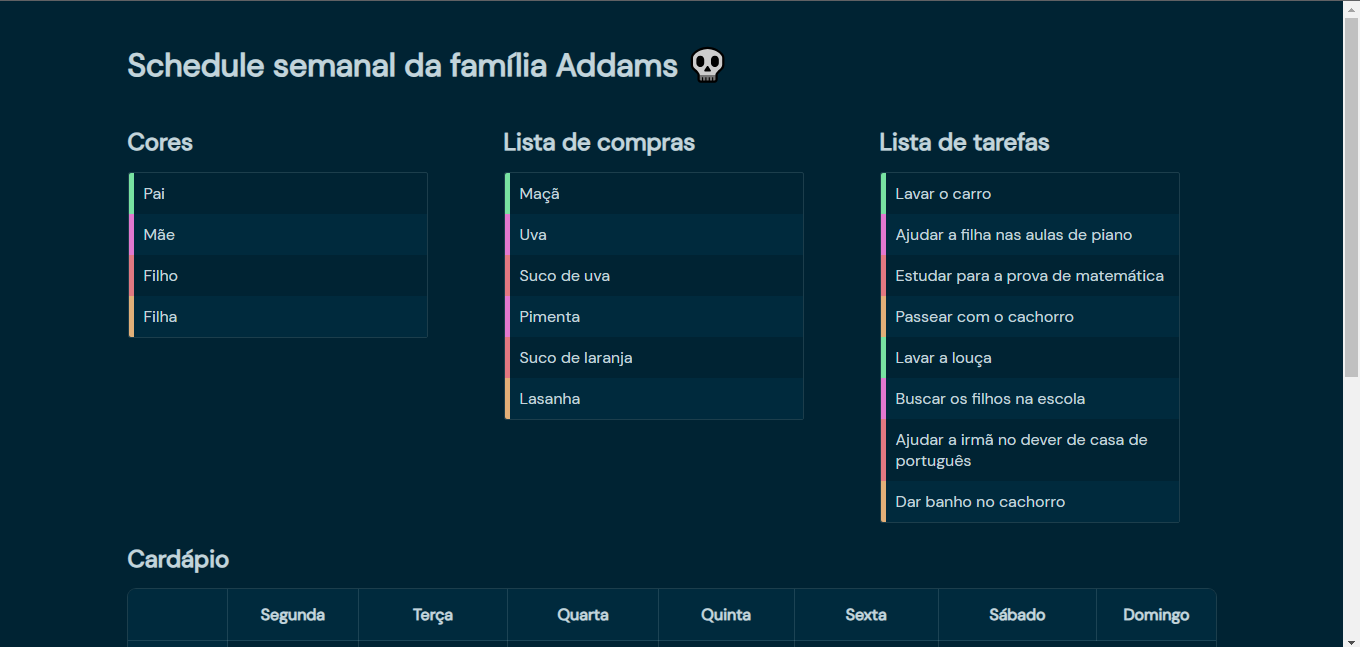 Schedule semanal da família Addams 💀
Cores
Pai
Mãe
Filho
Filha
Lista de compras
Maçã
Uva
Suco de uva
Pimenta
Suco de laranja
Lasanha
Lista de tarefas
Lavar o carro
Ajudar a filha nas aulas de piano
Estudar para a prova de matemática
Passear com o cachorro
Lavar a louça
Buscar os filhos na escola
Ajudar a irmã no dever de casa de
português
Dar banho no cachorro
Cardápio
Segunda Terça Quarta Quinta Sexta Sábado Domingo